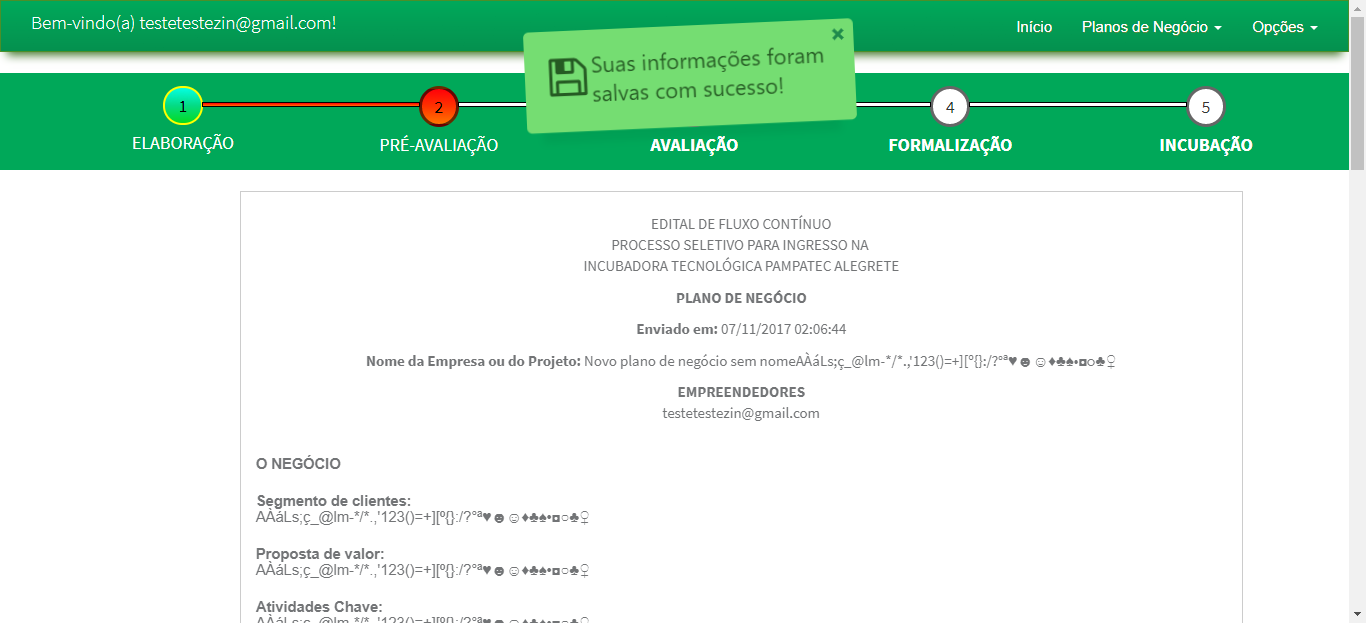 Bem-vindo(a) testetestezin@gmail.com!
Início Planos de Negócio Opções
Suas informações foram
salvas com sucesso!
1 2 4 5
ELABORAÇÃO PRÉ-AVALIAÇÃO AVALIAÇÃO FORMALIZAÇÃO INCUBAÇÃO
EDITAL DE FLUXO CONTÍNUO
PROCESSO SELETIVO PARA INGRESSO NA
INCUBADORA TECNOLÓGICA PAMPATEC ALEGRETE
PLANO DE NEGÓCIO
Enviado em: 07/11/2017 02:06:44
Nome da Empresa ou do Projeto: Novo plano de negócio sem nomeAÀáLs;ç_@lm-*/*.,'123()=+][º{}:/?°ª♥☻☺♦♣♠•◘○♣♀
EMPREENDEDORES
testetestezin@gmail.com
O NEGÓCIO
Segmento de clientes:
AÀáLs;ç_@lm-*/*.,'123()=+][º{}:/?°ª♥☻☺♦♣♠•◘○♣♀
Proposta de valor:
AÀáLs;ç_@lm-*/*.,'123()=+][º{}:/?°ª♥☻☺♦♣♠•◘○♣♀
Atividades Chave:
AÀáLs;ç_@lm-*/*.,'123()=+][º{}:/?°ª♥☻☺♦♣♠•◘○♣♀